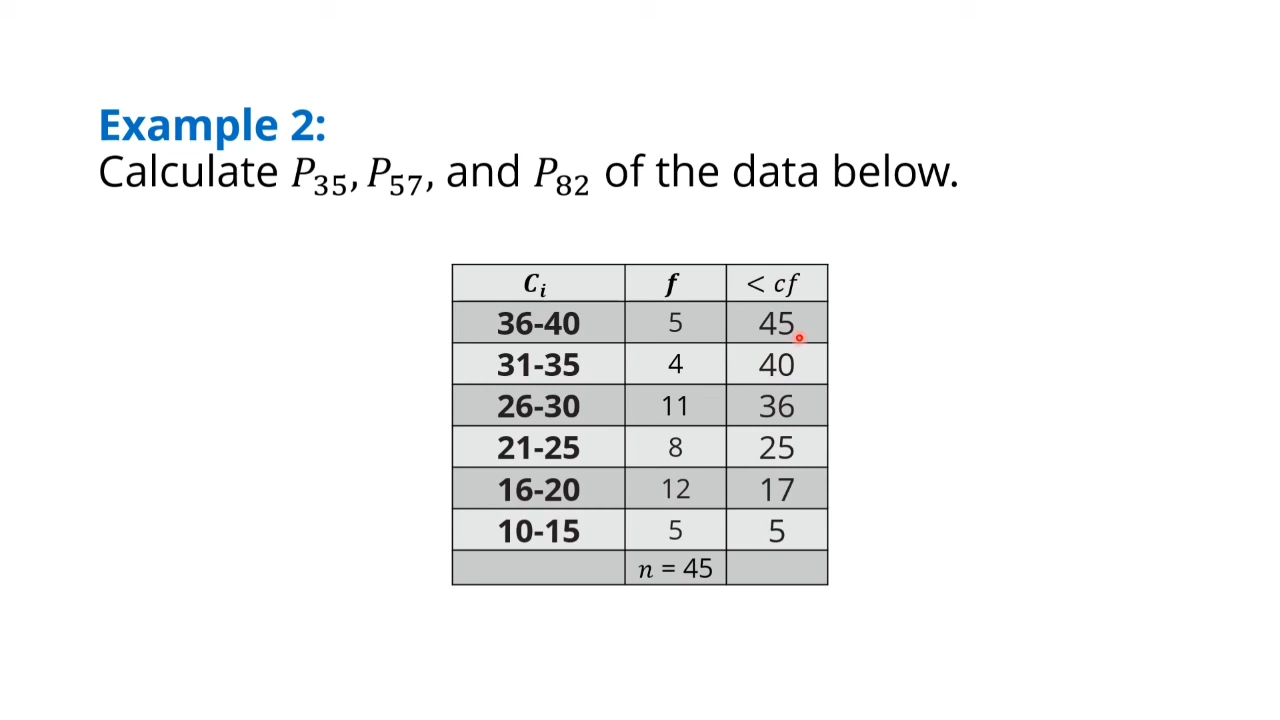 Example 2:
Calculate P₃₅, P₅₇, and P₈₂ of the data below.
Cᵢ f < cf
36-40 5 45
31-35 4 40
26-30 11 36
21-25 8 25
16-20 12 17
10-15 5 5
n = 45